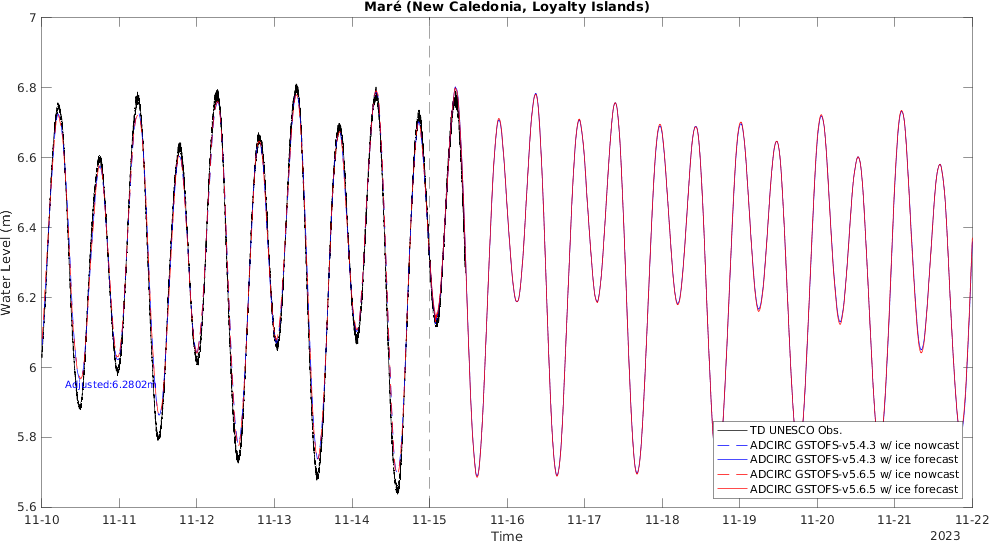 Maré (New Caledonia, Loyalty Islands)
7
6.8
6.6
6.4
6.2
6
5.8
5.6
Water Level (m)
Adjusted:6.2802m
TD UNESCO Obs.
ADCIRC GSTOFS-v5.4.3 w/ ice nowcast
ADCIRC GSTOFS-v5.4.3 w/ ice forecast
ADCIRC GSTOFS-v5.6.5 w/ ice nowcast
ADCIRC GSTOFS-v5.6.5 w/ ice forecast
11-10 11-11 11-12 11-13 11-14 11-15 11-16 11-17 11-18 11-19 11-20 11-21 11-22
Time
2023